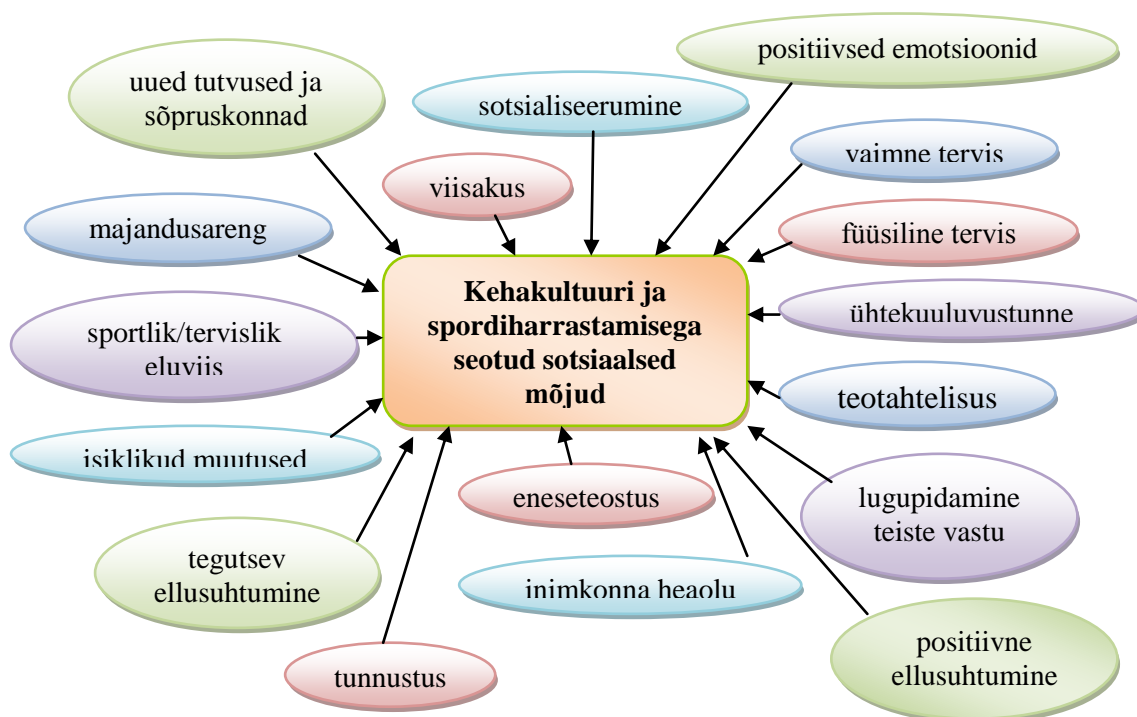 positiivsed emotsioonid
uued tutvused ja
sõpruskonnad
sotsialiseerumine
vaimne tervis
viisakus
majandusareng
füüsiline tervis
Kehakultuuri ja
spordiharrastamisega
seotud sotsiaalsed
mõjud
ühtekuuluvustunne
sportlik/tervislik
eluviis
teotahtelisus
isiklikud muutused
eneseteostus
lugupidamine
teiste vastu
tegutsev
ellusuhtumine
inimkonna heaolu
positiivne
ellusuhtumine
tunnustus